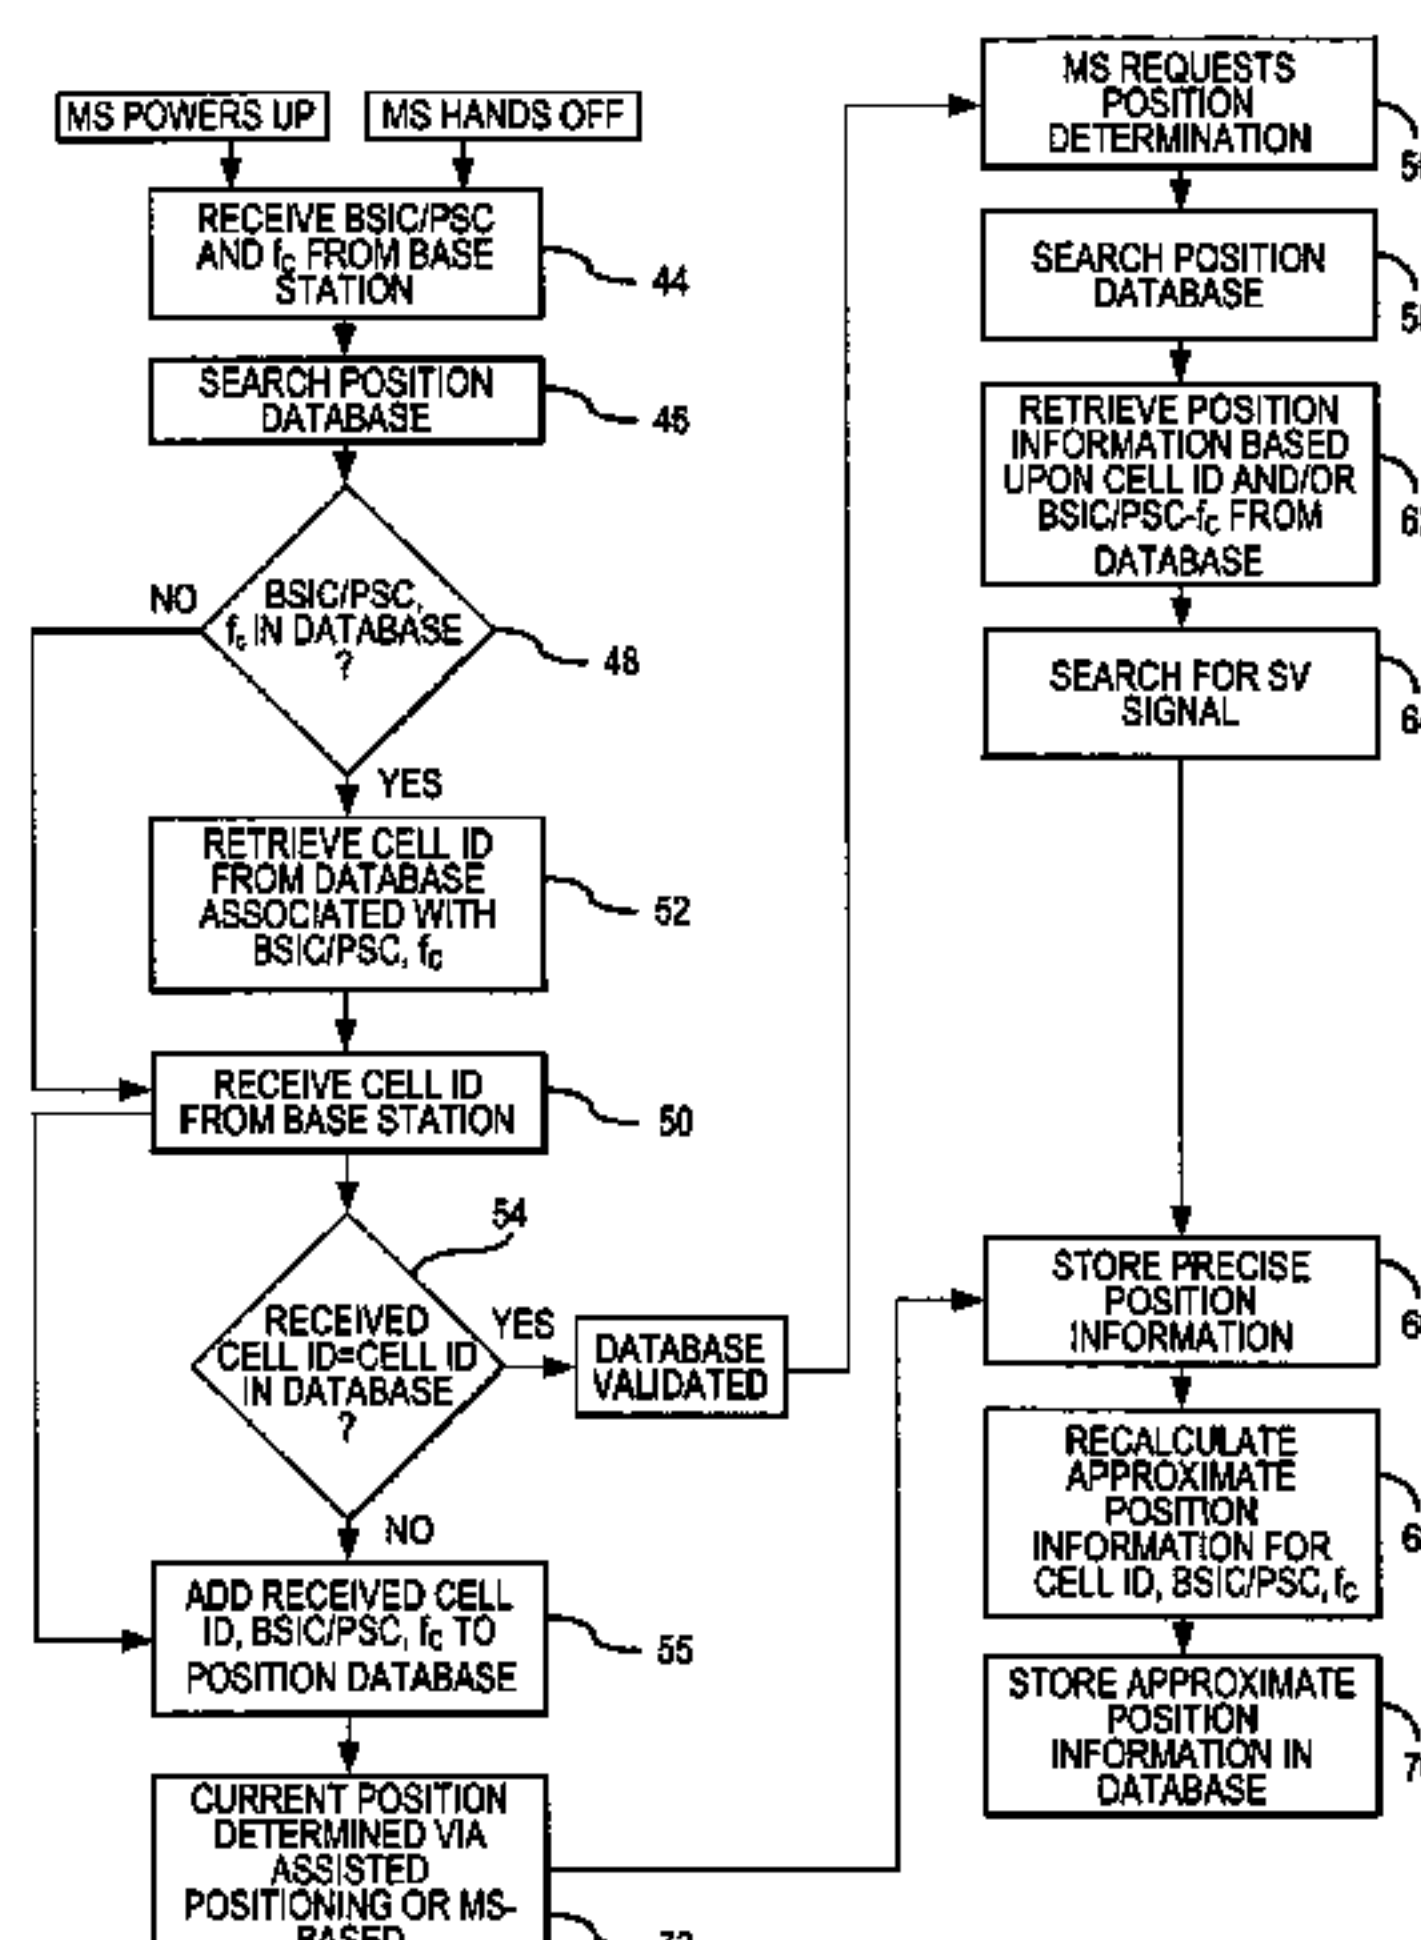 MS POWERS UP
MS HANDS OFF
RECEIVE BSIC/PSC
AND fc FROM BASE
STATION
44
SEARCH POSITION
DATABASE
46
NO
BSIC/PSC,
fc IN DATABASE
?
48
YES
RETRIEVE CELL ID
FROM DATABASE
ASSOCIATED WITH
BSIC/PSC, fc
52
RECEIVE CELL ID
FROM BASE STATION
50
54
RECEIVED
CELL ID=CELL ID
IN DATABASE
?
YES
DATABASE
VALIDATED
NO
ADD RECEIVED CELL
ID, BSIC/PSC, fc TO
POSITION DATABASE
55
CURRENT POSITION
DETERMINED VIA
ASSISTED
POSITIONING OR MS-
BASED
MS REQUESTS
POSITION
DETERMINATION
SEARCH POSITION
DATABASE
RETRIEVE POSITION
INFORMATION BASED
UPON CELL ID AND/OR
BSIC/PSC-fc FROM
DATABASE
SEARCH FOR SV
SIGNAL
STORE PRECISE
POSITION
INFORMATION
RECALCULATE
APPROXIMATE
POSITION
INFORMATION FOR
CELL ID, BSIC/PSC, fc
STORE APPROXIMATE
POSITION
INFORMATION IN
DATABASE